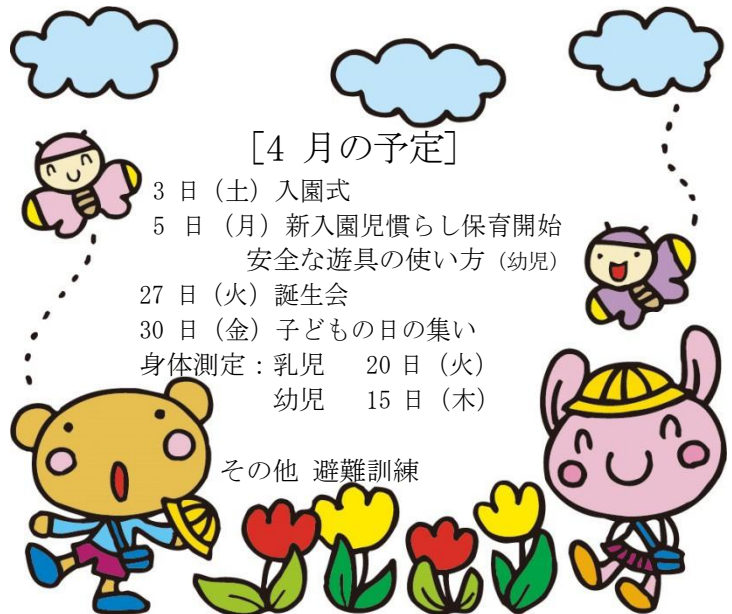 [4 月の予定]
3 日（土）入園式
5 日（月）新入園児慣らし保育開始
安全な遊具の使い方（幼児）
27 日（火）誕生会
30 日（金）子どもの日の集い
身体測定：乳児 20 日（火）
幼児 15 日（木）
その他 避難訓練